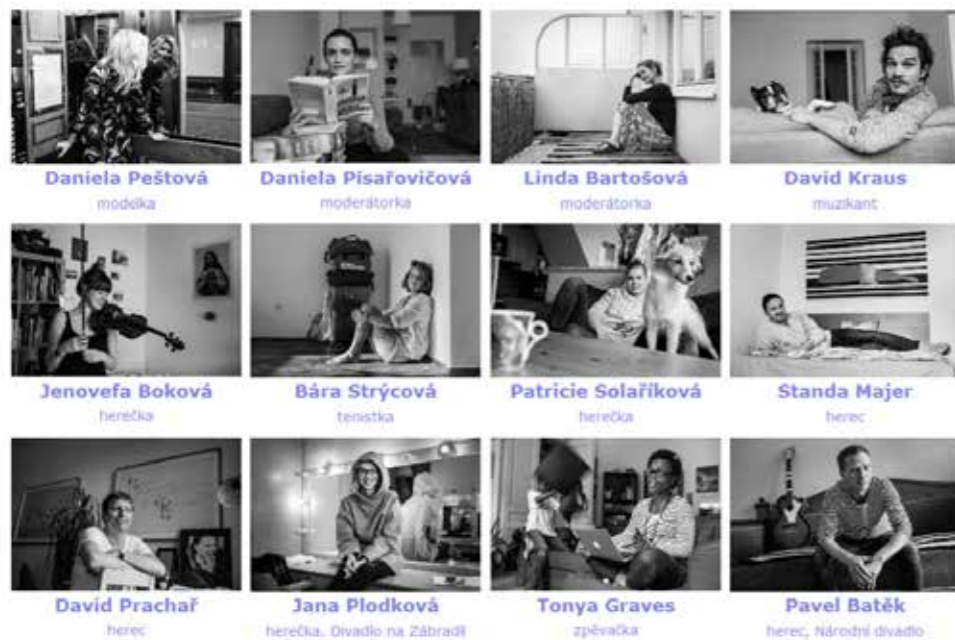 Daniela Peštová
modelka
Daniela Písařovičová
moderátorka
Linda Bartošová
moderátorka
David Kraus
muzikant
Jenovefa Boková
herečka
Bára Strýcová
tenistka
Patricie Solaříková
herečka
Standa Majer
herec
David Prachař
herec
Jana Plodková
herečka, Divadlo na Zábradlí
Tonya Graves
zpěvačka
Pavel Batěk
herec, Národní divadlo